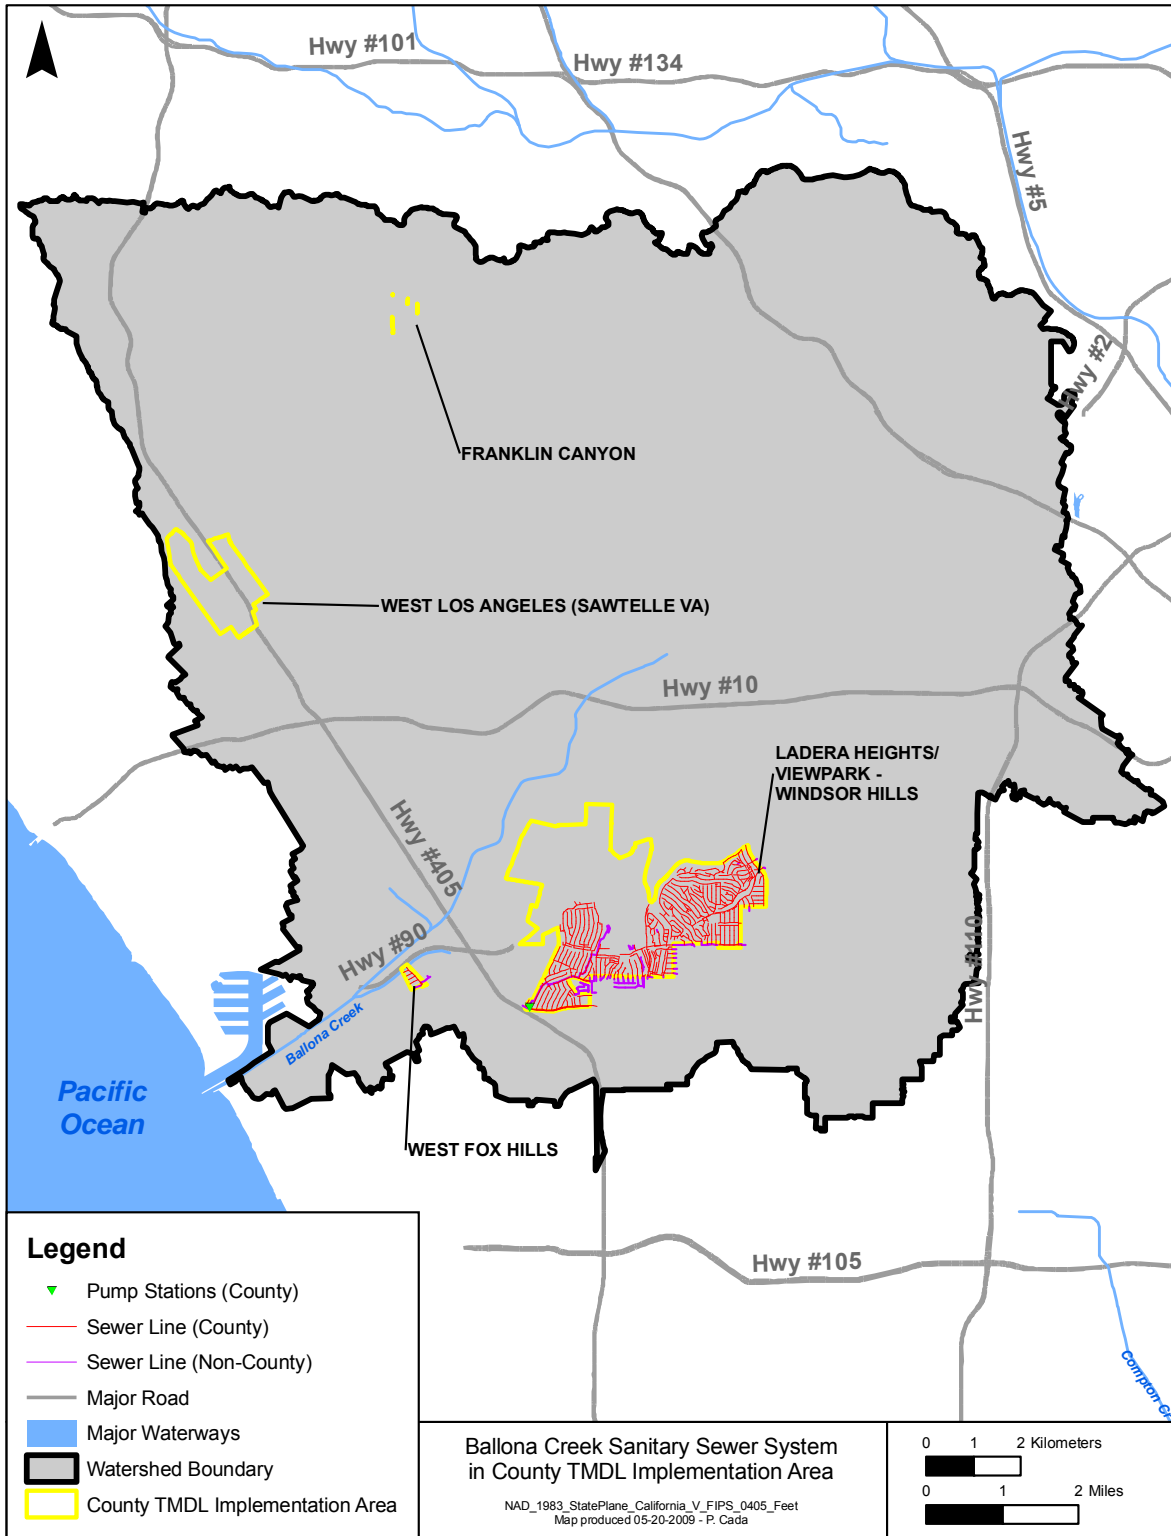 Hwy #101
Hwy #134
Hwy #5
Hwy #2
FRANKLIN CANYON
WEST LOS ANGELES (SAWTELLE VA)
Hwy #10
LADERA HEIGHTS/
VIEWPARK -
WINDSOR HILLS
Hwy #405
Hwy #90
Hwy #110
Ballona Creek
Pacific
Ocean
WEST FOX HILLS
Hwy #105
Compton Cr
Legend
Pump Stations (County)
Sewer Line (County)
Sewer Line (Non-County)
Major Road
Major Waterways
Watershed Boundary
County TMDL Implementation Area
Ballona Creek Sanitary Sewer System
in County TMDL Implementation Area
NAD_1983_StatePlane_California_V_FIPS_0405_Feet
Map produced 05-20-2009 - P. Cada
0 1 2 Kilometers
0 1 2 Miles